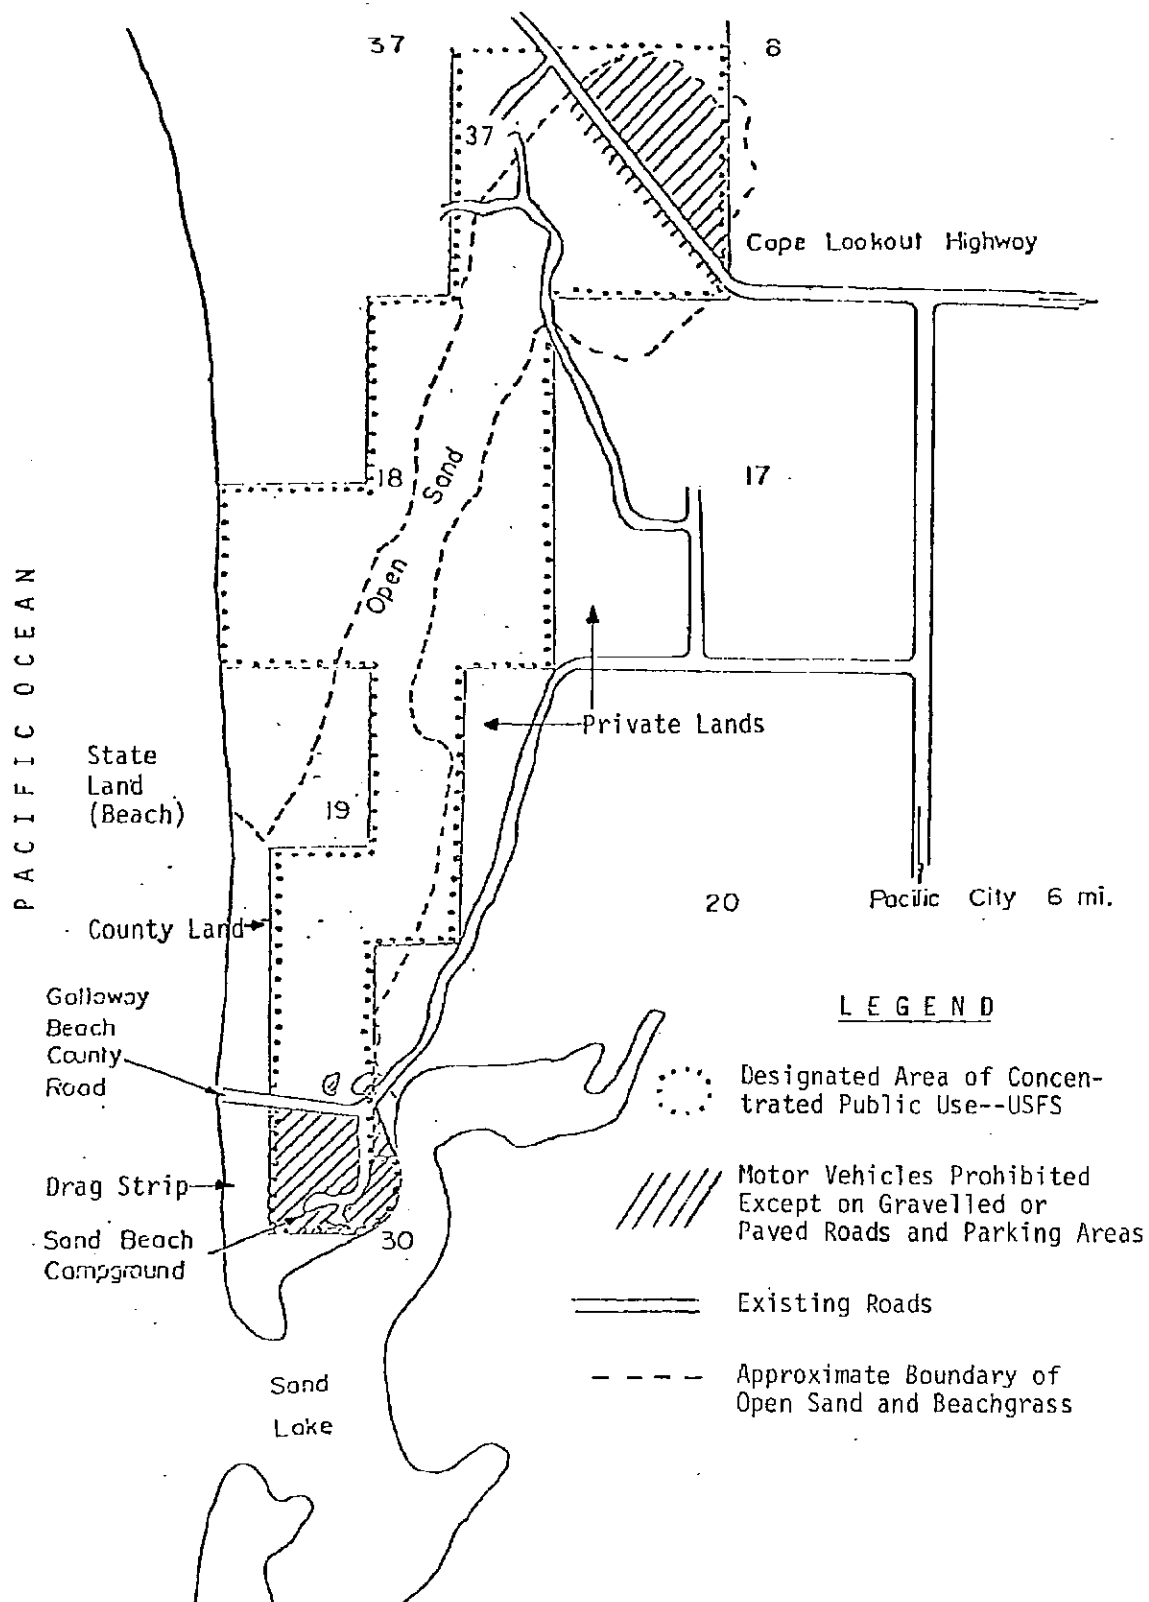 37
8
37
Cape Lookout Highway
18
Sand
Open
17
PACIFIC OCEAN
Private Lands
State
Land
(Beach)
19
20
Pacific City 6 mi.
County Land
Galloway
Beach
County
Road
LEGEND
Designated Area of Concen-
trated Public Use--USFS
Drag Strip
Motor Vehicles Prohibited
Except on Gravelled or
Paved Roads and Parking Areas
Sand Beach
Campground
30
Existing Roads
Approximate Boundary of
Open Sand and Beachgrass
Sand
Lake